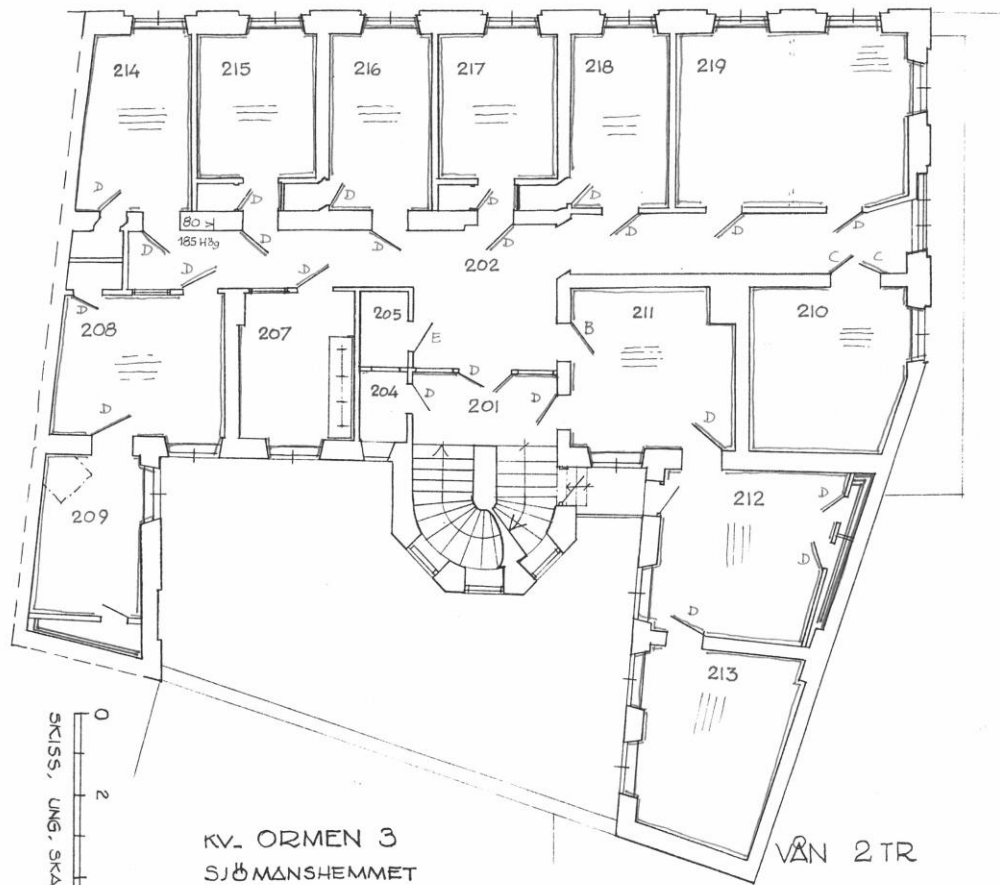 214 215 216 217 218 219
D D D D D
80
185 H3g
D D D D D D D
202
D D C C
D
208 207 205 211 210
E B
D 204 D 201 D D D
209 212 D
D
D
213
0
2
SKISS, UNG. SKA
KV. ORMEN 3
SJÖMANSHEMMET
VÅN 2 TR